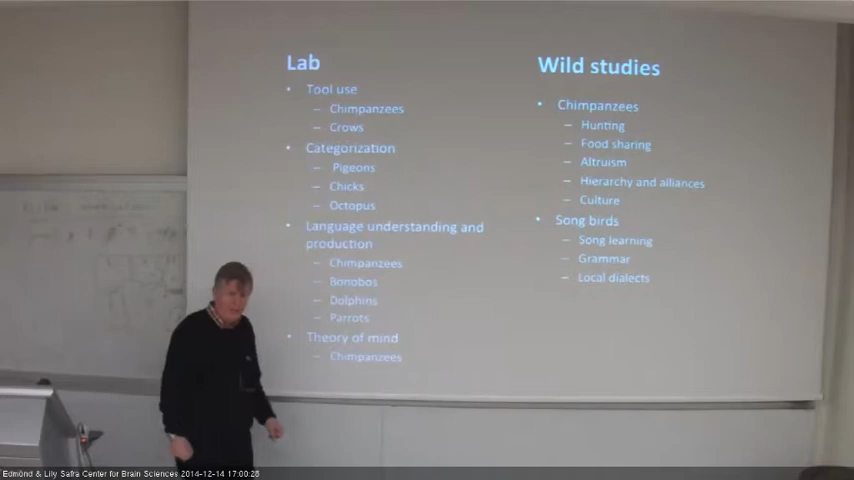 Lab
• Tool use
– Chimpanzees
– Crows
• Categorization
– Pigeons
– Chicks
– Octopus
• Language understanding and
production
– Chimpanzees
– Bonobos
– Dolphins
– Parrots
• Theory of mind
– Chimpanzees
Wild studies
• Chimpanzees
– Hunting
– Food sharing
– Altruism
– Hierarchy and alliances
– Culture
• Song birds
– Song learning
– Grammar
– Local dialects
Edmond & Lily Safra Center for Brain Sciences 2014-12-14 17:00:28